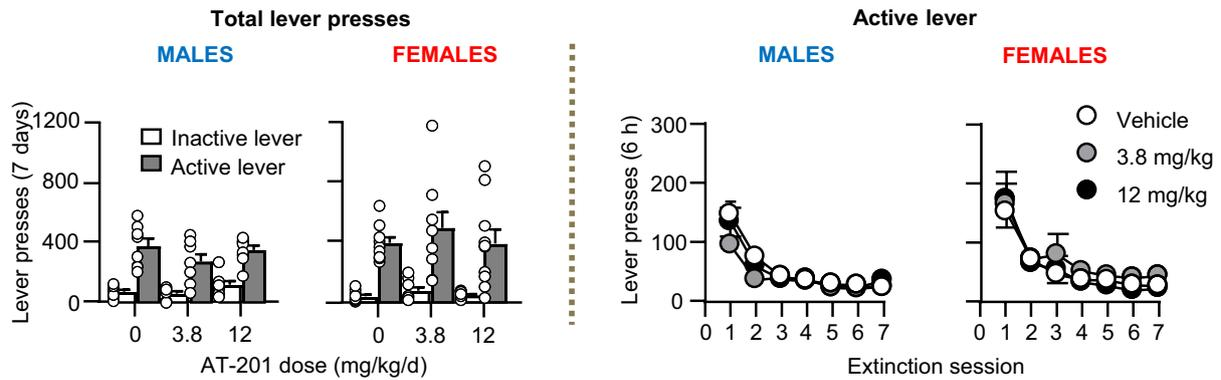 Total lever presses
MALES
FEMALES
Lever presses (7 days)
1200
800
400
0
Inactive lever
Active lever
0 3.8 12
0 3.8 12
AT-201 dose (mg/kg/d)
Active lever
MALES
FEMALES
Lever presses (6 h)
300
200
100
0
Vehicle
3.8 mg/kg
12 mg/kg
0 1 2 3 4 5 6 7
0 1 2 3 4 5 6 7
Extinction session